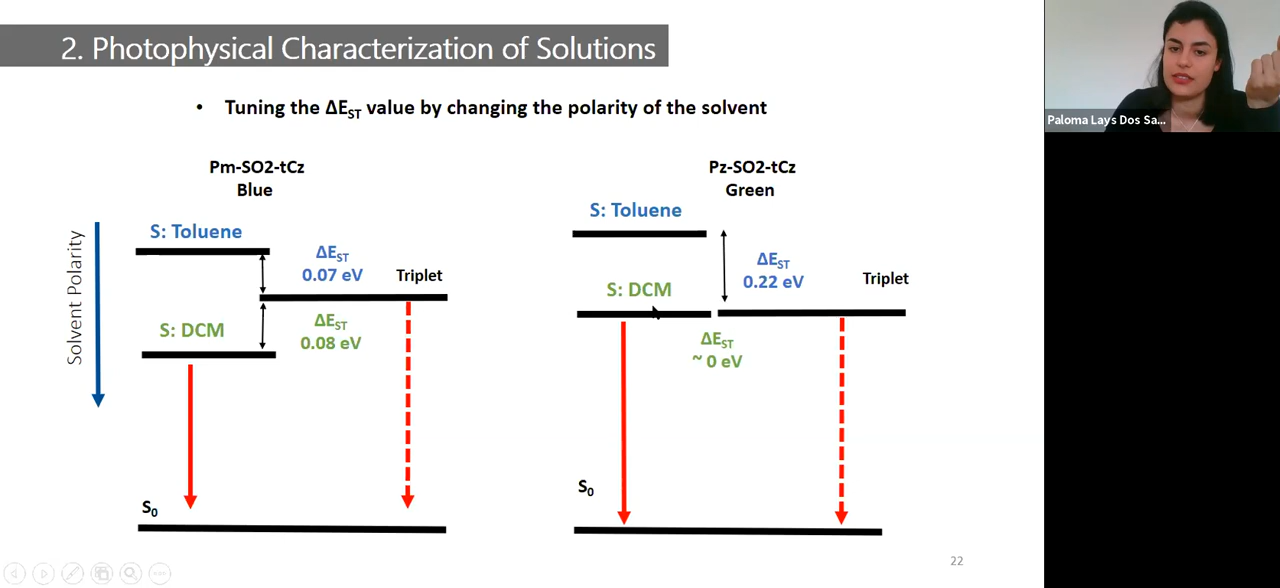 2. Photophysical Characterization of Solutions
Paloma Lays Dos Sa...
• Tuning the ΔEST value by changing the polarity of the solvent
Pm-SO2-tCz
Blue
Solvent Polarity
S: Toluene
ΔEST
0.07 eV
Triplet
S: DCM
ΔEST
0.08 eV
S0
Pz-SO2-tCz
Green
S: Toluene
ΔEST
0.22 eV
Triplet
S: DCM
ΔEST
~ 0 eV
S0
22